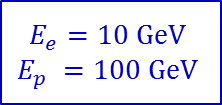 E_e = 10 GeV
E_p = 100 GeV